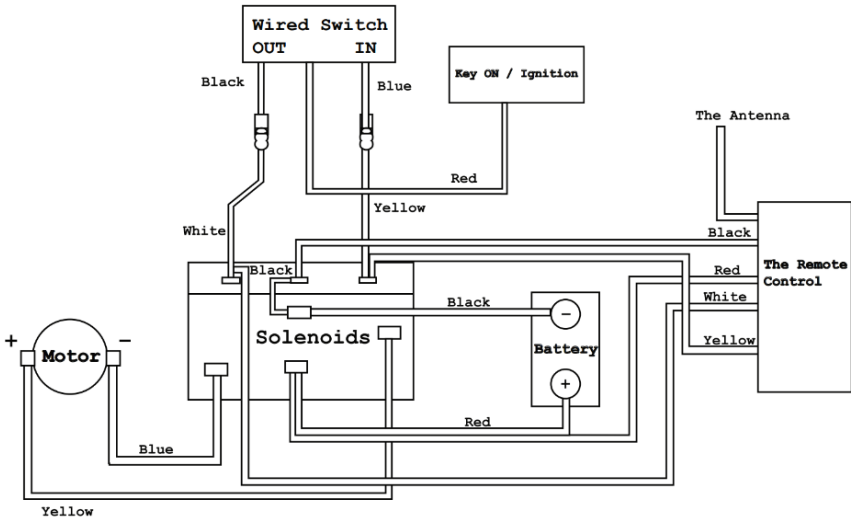 Wired Switch
OUT IN
Black
Blue
Key ON / Ignition
The Antenna
Red
Yellow
White
Black
Black
The Remote
Control
Red
White
Black
Yellow
Solenoids
−
Battery
+
+ Motor −
Red
Blue
Yellow